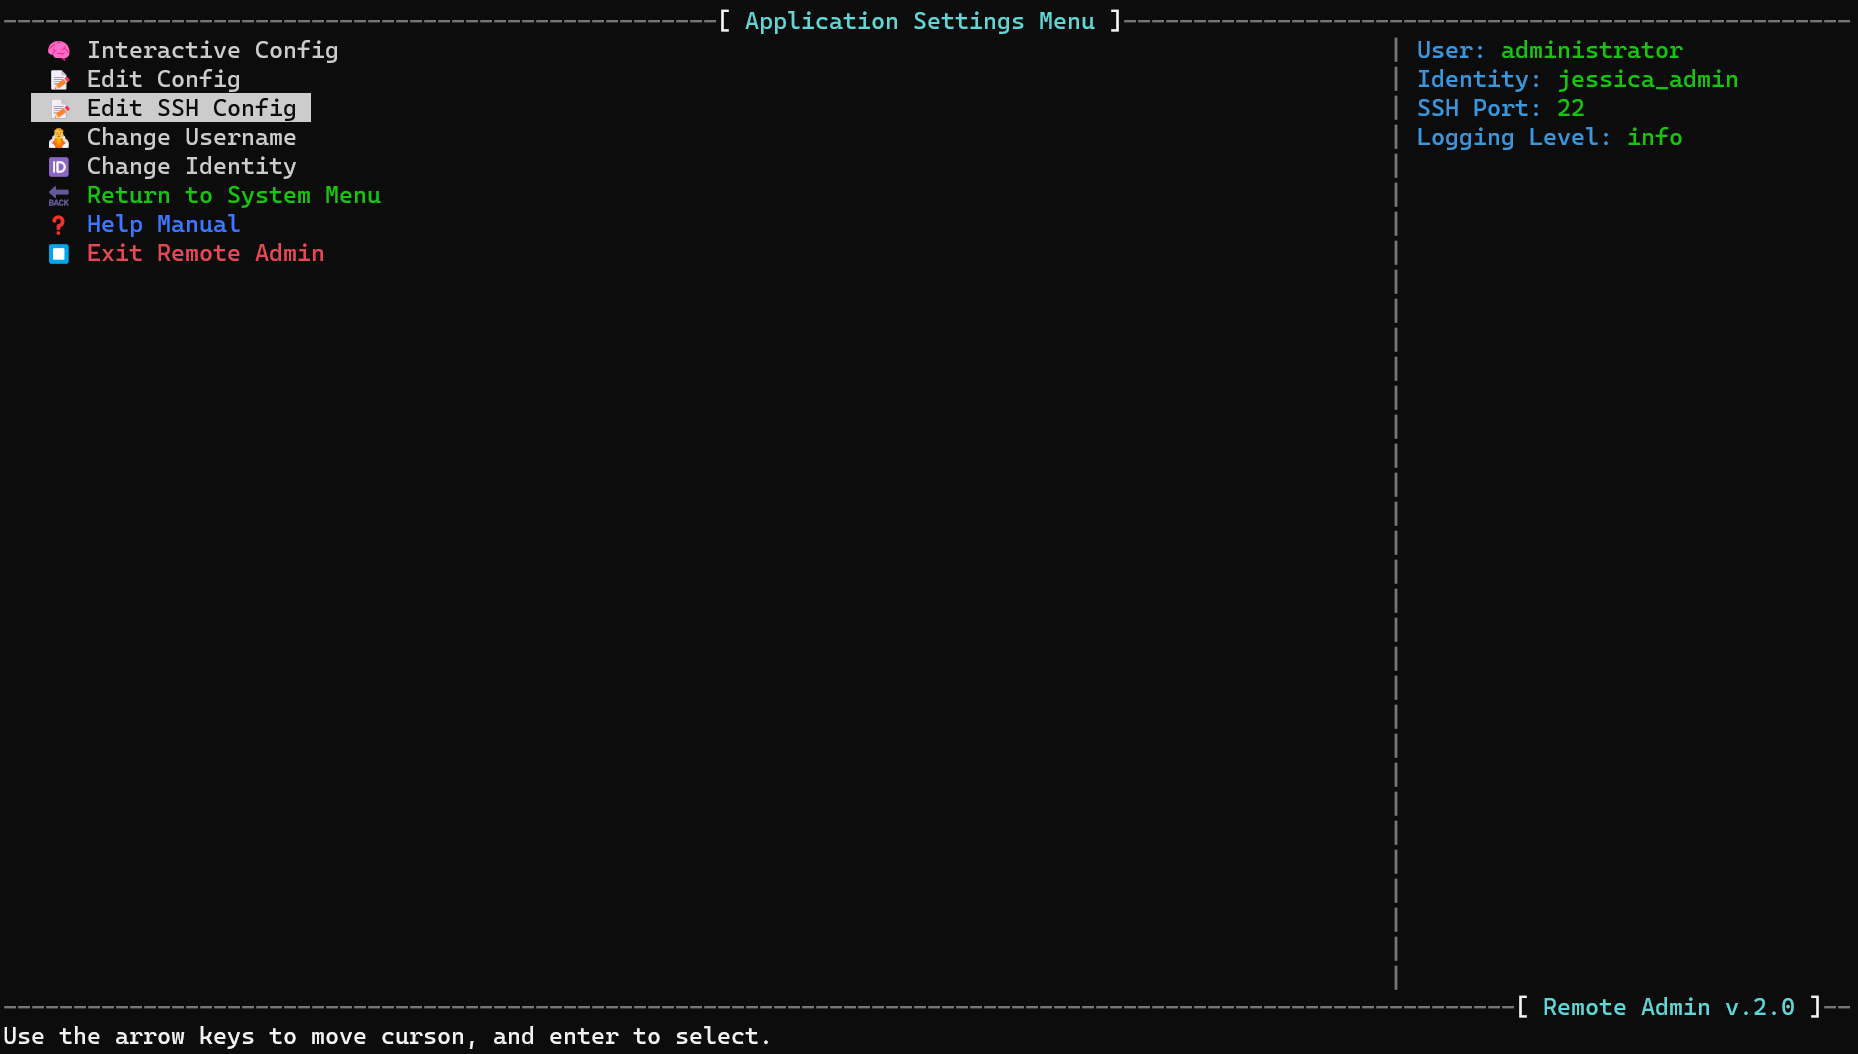 [ Application Settings Menu ]
Interactive Config
Edit Config
Edit SSH Config
Change Username
ID Change Identity
BACK Return to System Menu
Help Manual
Exit Remote Admin
User: administrator
Identity: jessica_admin
SSH Port: 22
Logging Level: info
[ Remote Admin v.2.0 ]
Use the arrow keys to move curson, and enter to select.